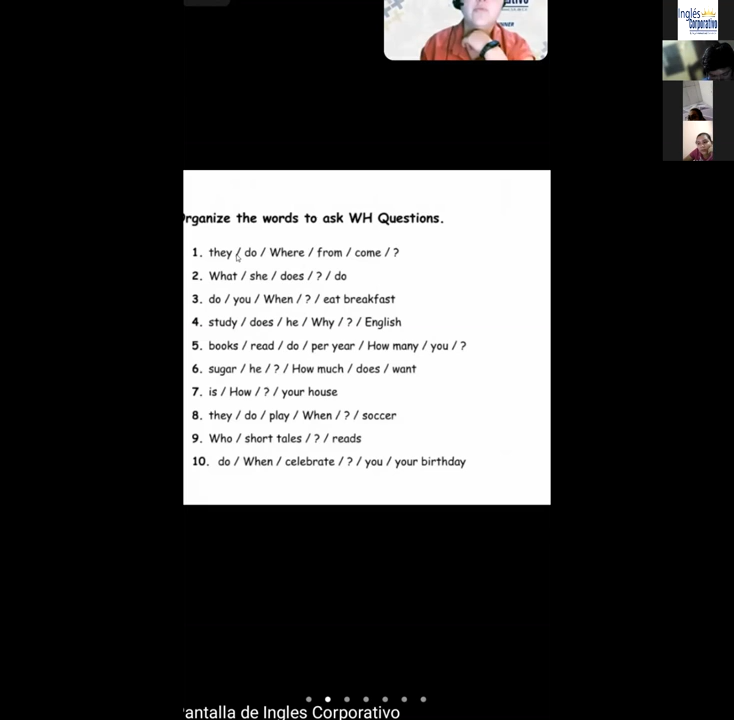 Inglés
Corporativo
rganize the words to ask WH Questions.
1. they / do / Where / from / come / ?
2. What / she / does / ? / do
3. do / you / When / ? / eat breakfast
4. study / does / he / Why / ? / English
5. books / read / do / per year / How many / you / ?
6. sugar / he / ? / How much / does / want
7. is / How / ? / your house
8. they / do / play / When / ? / soccer
9. Who / short tales / ? / reads
10. do / When / celebrate / ? / you / your birthday
antalla de Ingles Corporativo